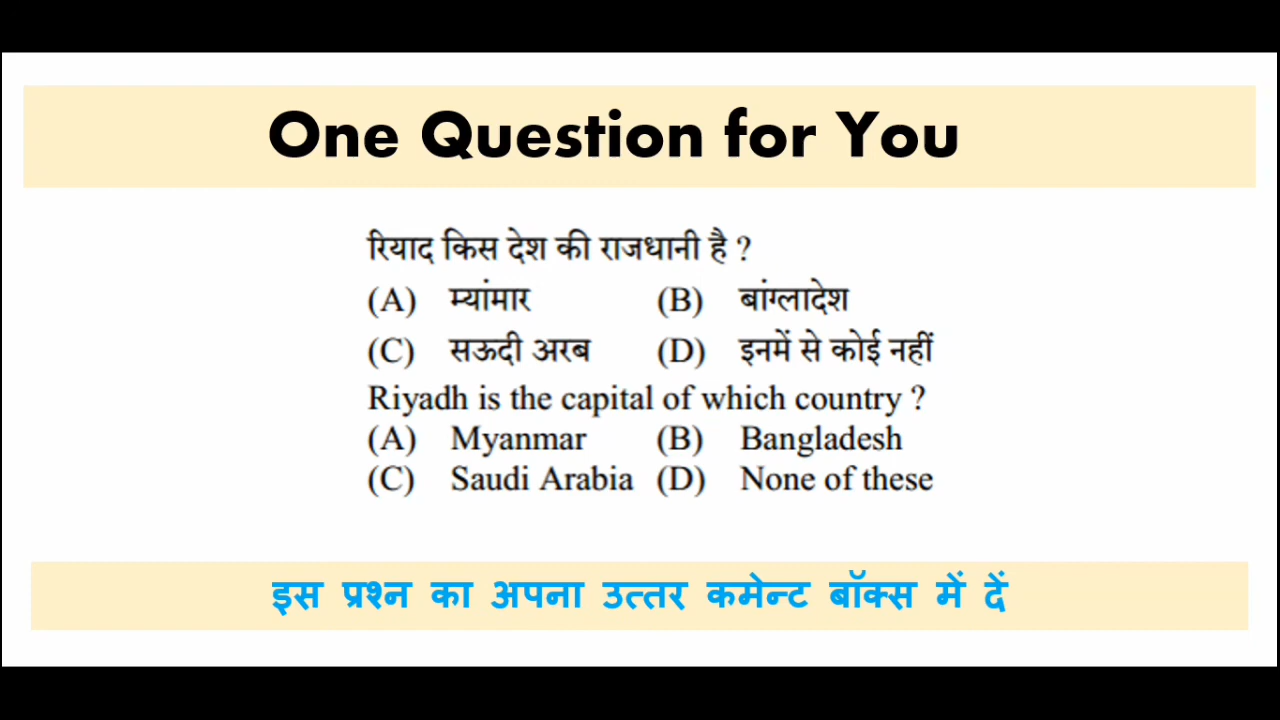 One Question for You
रियाद किस देश की राजधानी है ?
(A) म्यांमार (B) बांग्लादेश
(C) सऊदी अरब (D) इनमें से कोई नहीं
Riyadh is the capital of which country ?
(A) Myanmar (B) Bangladesh
(C) Saudi Arabia (D) None of these
इस प्रश्न का अपना उत्तर कमेन्ट बॉक्स में दें